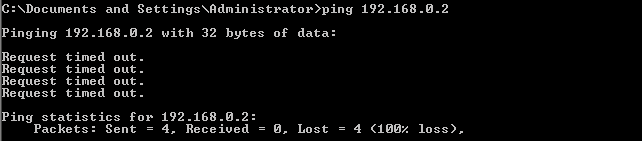 C:\Documents and Settings\Administrator>ping 192.168.0.2
Pinging 192.168.0.2 with 32 bytes of data:
Request timed out.
Request timed out.
Request timed out.
Request timed out.
Ping statistics for 192.168.0.2:
    Packets: Sent = 4, Received = 0, Lost = 4 (100% loss),